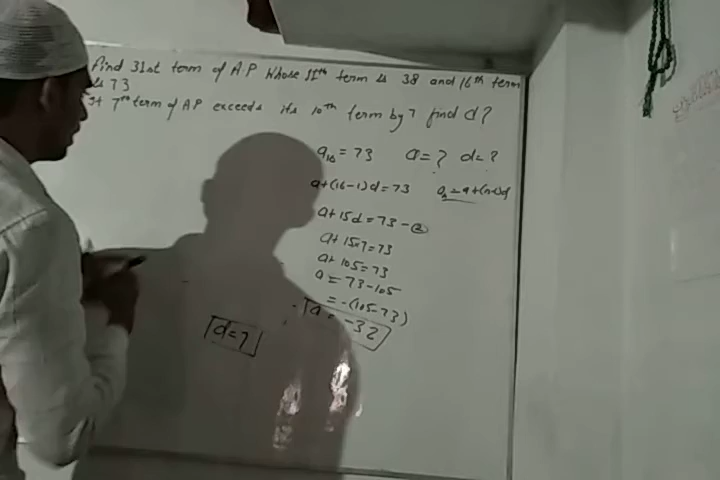 Find 31st term of A.P whose 11th term is 38 and 16th term
is 73
If 7th term of AP exceeds its 10th term by 7 find d?
a16 = 73 a = ? d = ?
a+(16-1)d = 73 an = a+(n-1)d
a+15d = 73 - ②
a+15×7 = 73
a+105 = 73
a = 73-105
= -(105-73)
a = -32
d=7